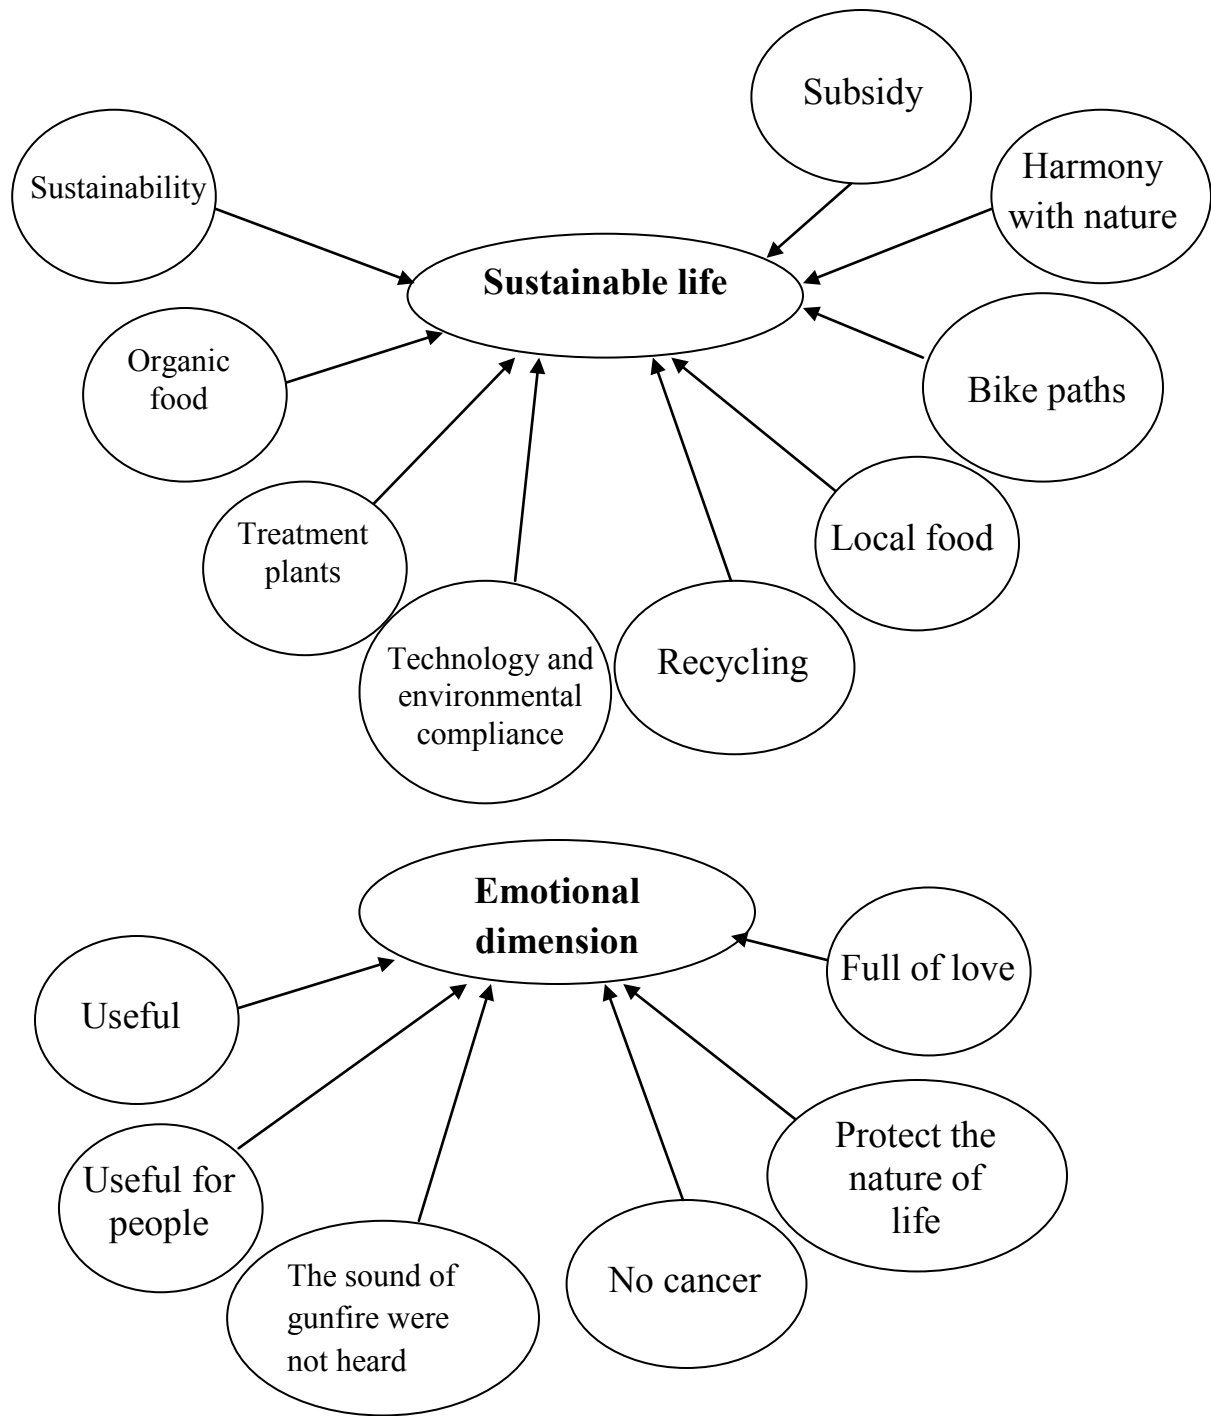 Subsidy
Sustainability
Harmony
with nature
Sustainable life
Organic
food
Bike paths
Treatment
plants
Local food
Technology and
environmental
compliance
Recycling
Emotional
dimension
Full of love
Useful
Useful for
people
Protect the
nature of
life
The sound of
gunfire were
not heard
No cancer